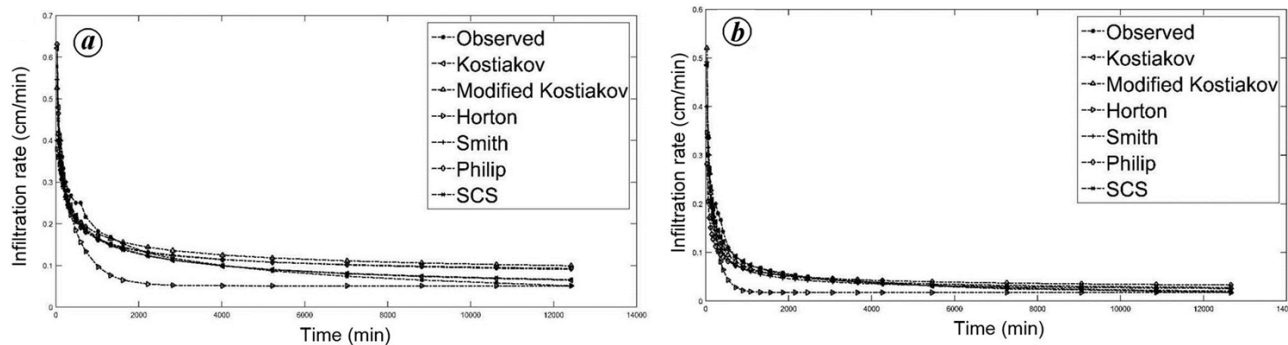 a
Observed
Kostiakov
Modified Kostiakov
Horton
Smith
Philip
SCS
Infiltration rate (cm/min)
0.7
0.6
0.5
0.4
0.3
0.2
0.1
0
0 2000 4000 6000 8000 10000 12000 14000
Time (min)
b
Observed
Kostiakov
Modified Kostiakov
Horton
Smith
Philip
SCS
Infiltration rate (cm/min)
0.6
0.5
0.4
0.3
0.2
0.1
0
0 2000 4000 6000 8000 10000 12000 140
Time (min)